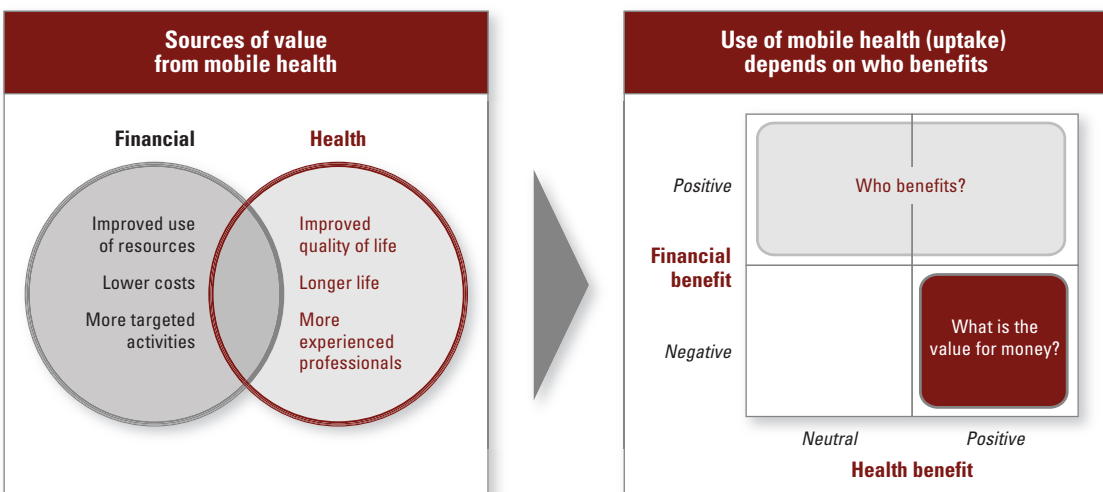 Sources of value
from mobile health
Financial
Health
Improved use
of resources
Lower costs
More targeted
activities
Improved
quality of life
Longer life
More
experienced
professionals
Use of mobile health (uptake)
depends on who benefits
Positive
Who benefits?
Financial
benefit
Negative
What is the
value for money?
Neutral
Positive
Health benefit